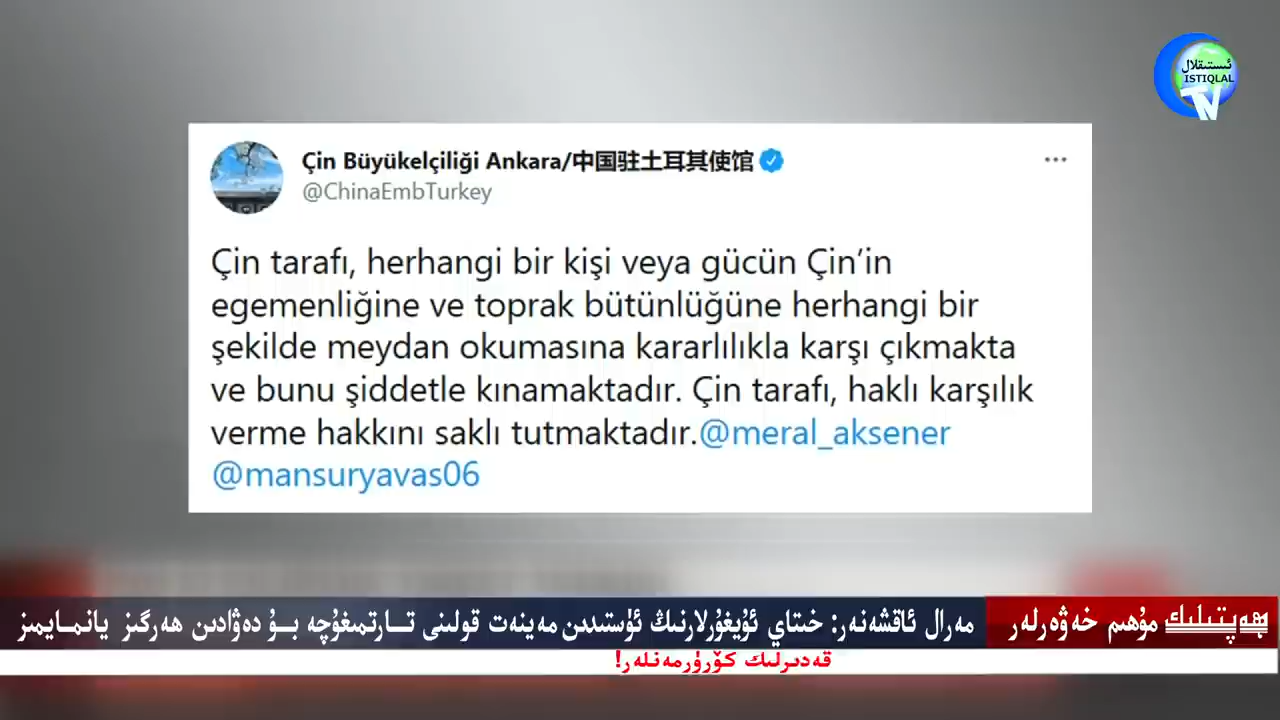 ئىستىقلال
ISTIQLAL
TV
Çin Büyükelçiliği Ankara/中国驻土耳其使馆
@ChinaEmbTurkey
Çin tarafı, herhangi bir kişi veya gücün Çin’in
egemenliğine ve toprak bütünlüğüne herhangi bir
şekilde meydan okumasına kararlılıkla karşı çıkmakta
ve bunu şiddetle kınamaktadır. Çin tarafı, haklı karşılık
verme hakkını saklı tutmaktadır.@meral_aksener
@mansuryavas06
ھەپتىلىك مۇھىم خەۋەرلەر
مەرال ئاقشەنەر: خىتاي ئۇيغۇرلارنىڭ ئۈستىدىن مەينەت قولىنى تارتمىغۇچە بۇ دەۋادىن ھەرگىز يانمايمىز
قەدىرلىك كۆرۈرمەنلەر!